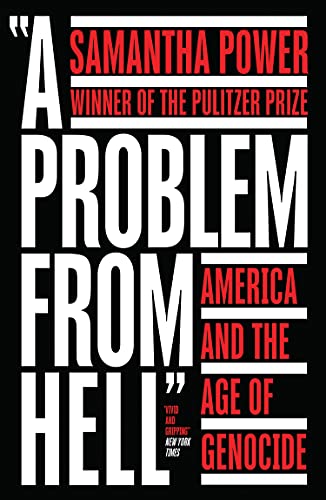 SAMANTHA POWER
WINNER OF THE PULITZER PRIZE
"A
PROBLEM
FROM
HELL"
AMERICA
AND THE
AGE OF
GENOCIDE
"VIVID
AND
GRIPPING"
NEW YORK
TIMES